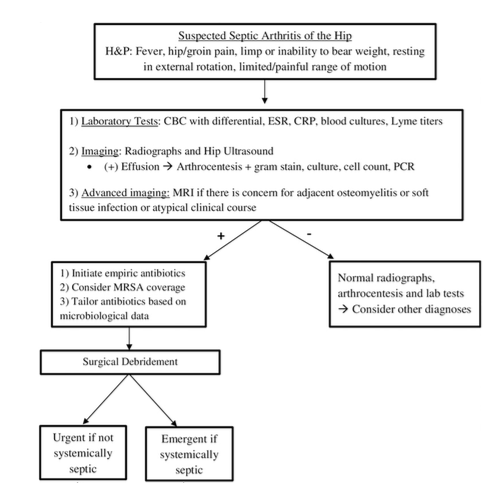 Suspected Septic Arthritis of the Hip
H&P: Fever, hip/groin pain, limp or inability to bear weight, resting
in external rotation, limited/painful range of motion
1) Laboratory Tests: CBC with differential, ESR, CRP, blood cultures, Lyme titers
2) Imaging: Radiographs and Hip Ultrasound
• (+) Effusion → Arthrocentesis + gram stain, culture, cell count, PCR
3) Advanced imaging: MRI if there is concern for adjacent osteomyelitis or soft
tissue infection or atypical clinical course
+
-
1) Initiate empiric antibiotics
2) Consider MRSA coverage
3) Tailor antibiotics based on
microbiological data
Normal radiographs,
arthrocentesis and lab tests
→ Consider other diagnoses
Surgical Debridement
Urgent if not
systemically
septic
Emergent if
systemically
septic